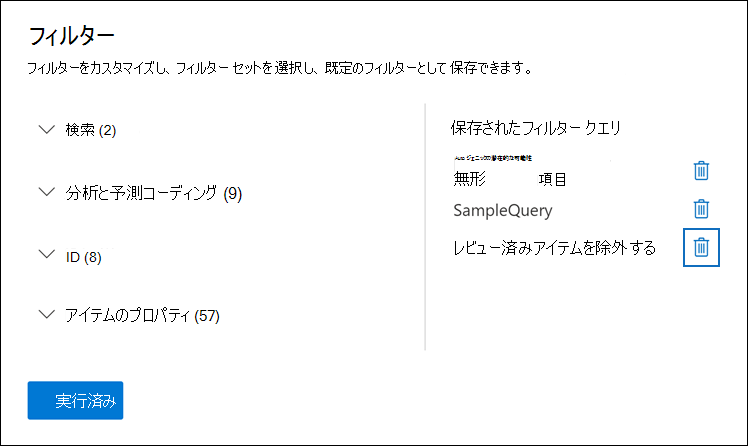 フィルター
フィルターをカスタマイズし、フィルター セットを選択し、既定のフィルターとして保存できます。
検索 (2)
分析と予測コーディング (9)
ID (8)
アイテムのプロパティ (57)
保存されたフィルター クエリ
無形 項目
SampleQuery
レビュー済みアイテムを除外する
実行済み